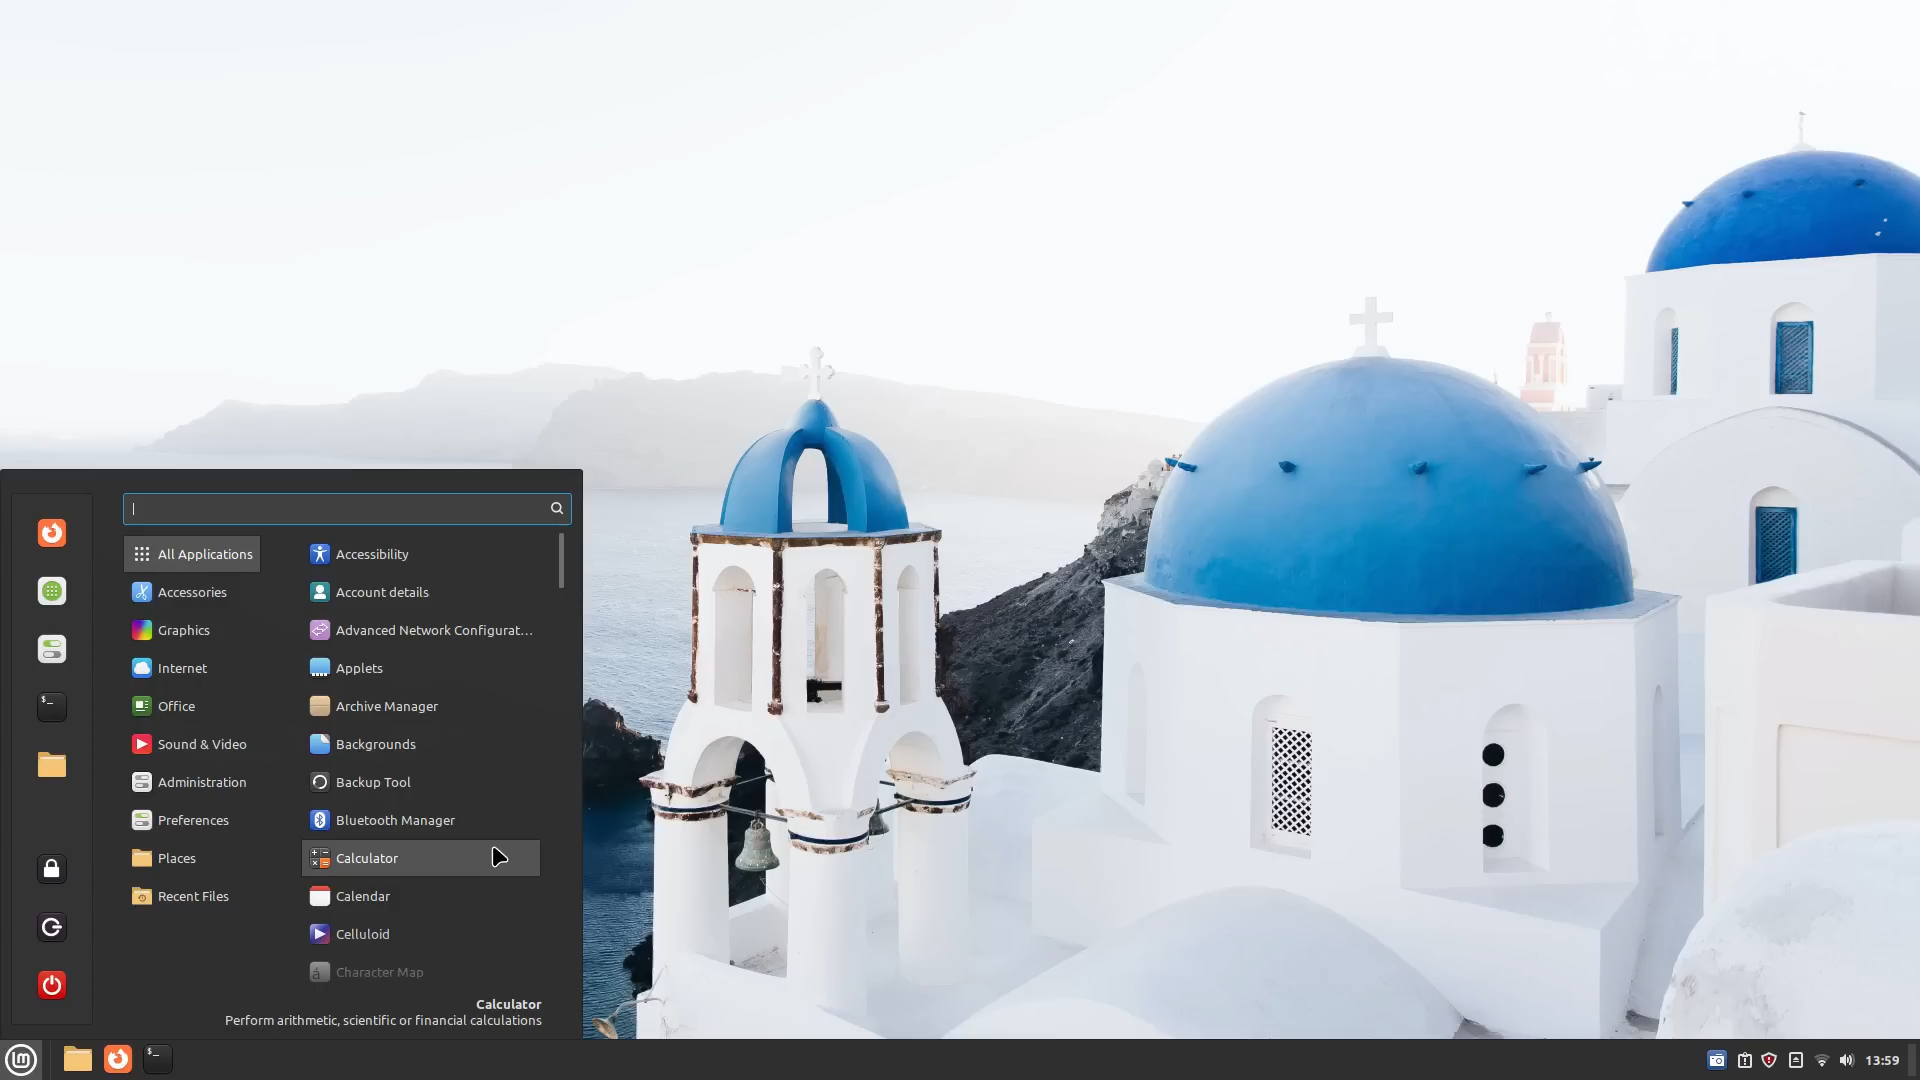 All Applications
Accessories
Graphics
Internet
Office
Sound & Video
Administration
Preferences
Places
Recent Files
Accessibility
Account details
Advanced Network Configurat...
Applets
Archive Manager
Backgrounds
Backup Tool
Bluetooth Manager
Calculator
Calendar
Celluloid
Character Map
Calculator
Perform arithmetic, scientific or financial calculations
13:59